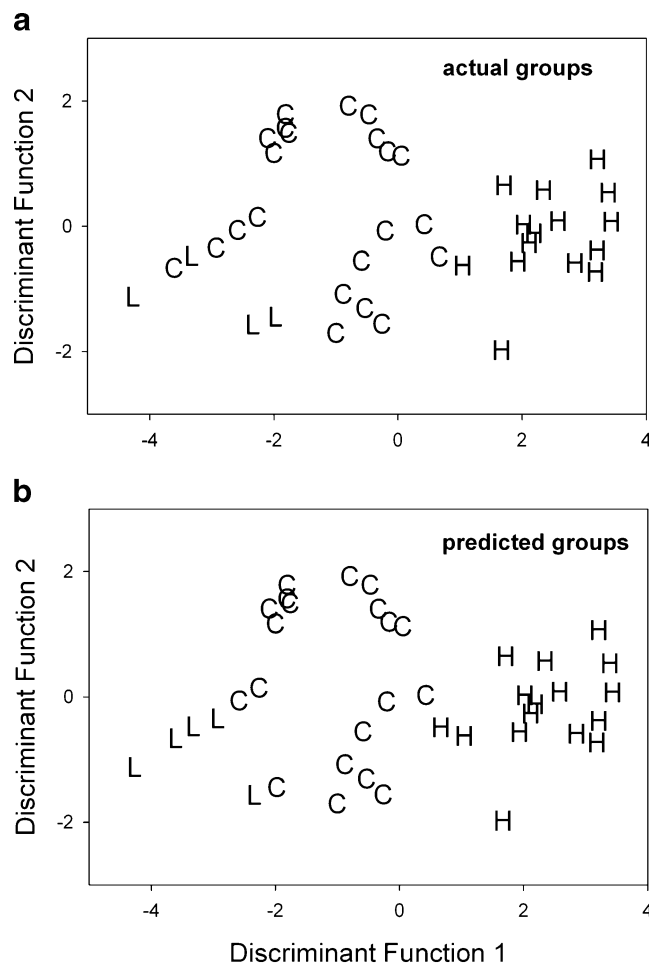 a
actual groups
Discriminant Function 2
2
0
-2
C C C
C C C
C C C C
C C C C
C C C C
C L C C
L C C
L L C C
C
H H H
H H H H
H H H H H
H H H
H
-4 -2 0 2 4
b
predicted groups
Discriminant Function 2
2
0
-2
C C C
C C C
C C C C
C C C C
L L L C
L C C
L C C C
C
H H H
H H H H
H H H H H
H H H H
H
-4 -2 0 2 4
Discriminant Function 1